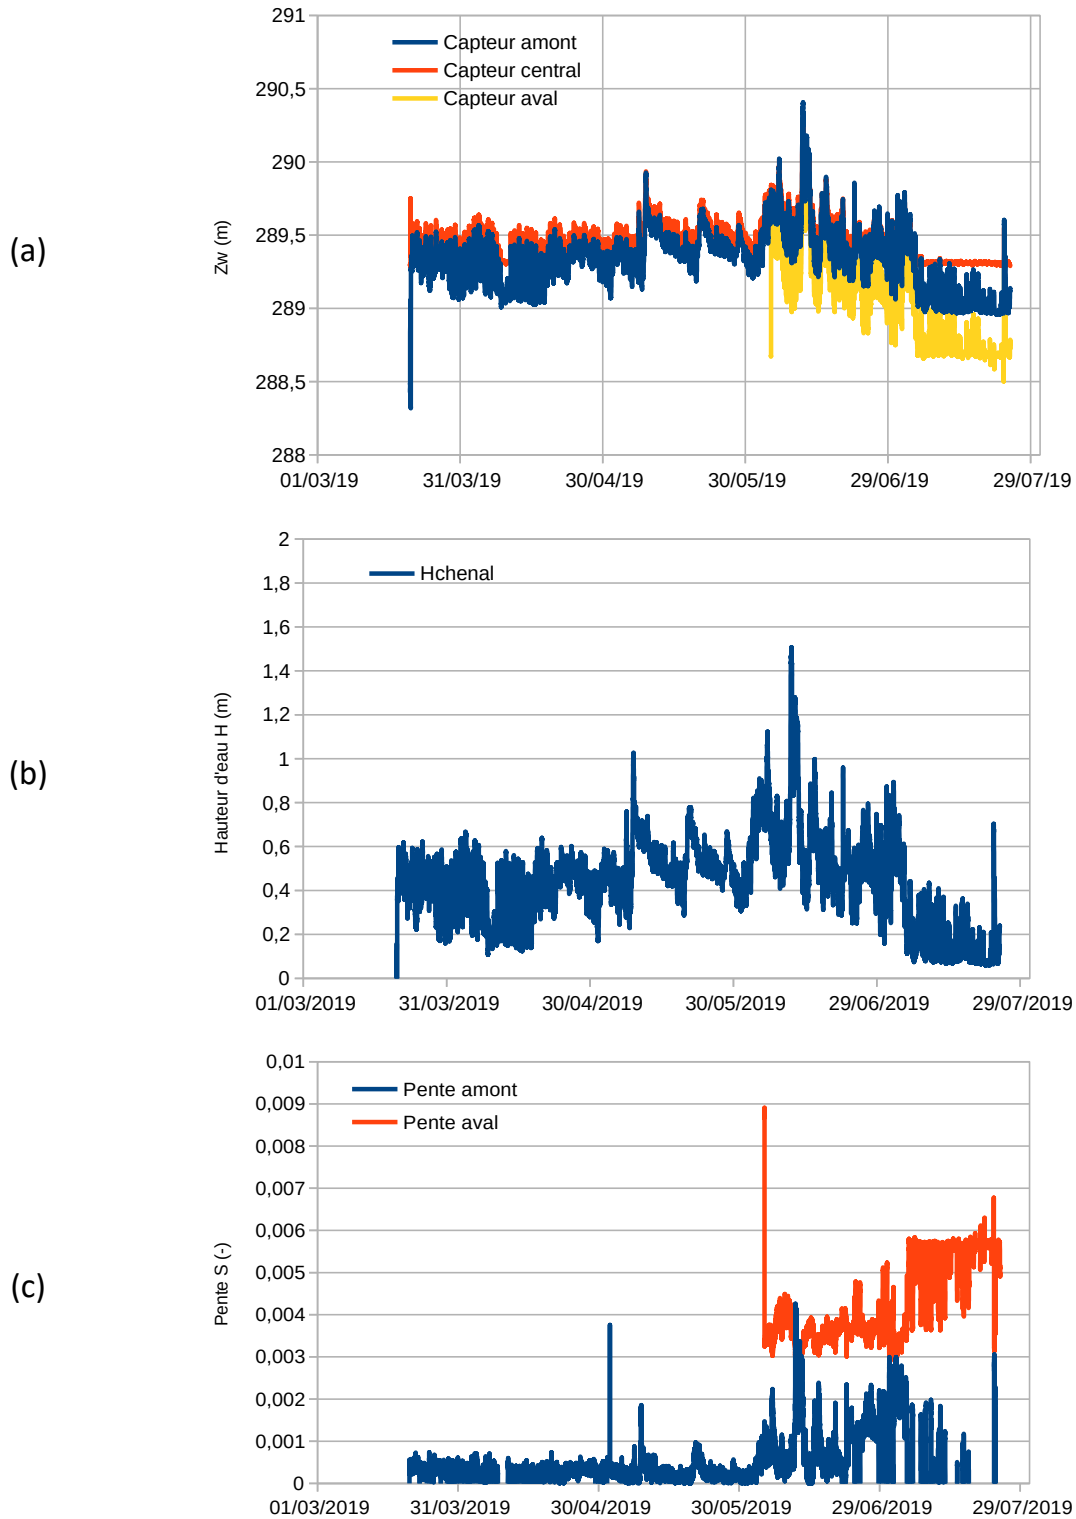 (a)
Zw (m)
291
290,5
290
289,5
289
288,5
288
Capteur amont
Capteur central
Capteur aval
01/03/19 31/03/19 30/04/19 30/05/19 29/06/19 29/07/19
(b)
Hauteur d'eau H (m)
2
1,8
1,6
1,4
1,2
1
0,8
0,6
0,4
0,2
0
Hchenal
01/03/2019 31/03/2019 30/04/2019 30/05/2019 29/06/2019 29/07/2019
(c)
Pente S (-)
0,01
0,009
0,008
0,007
0,006
0,005
0,004
0,003
0,002
0,001
0
Pente amont
Pente aval
01/03/2019 31/03/2019 30/04/2019 30/05/2019 29/06/2019 29/07/2019